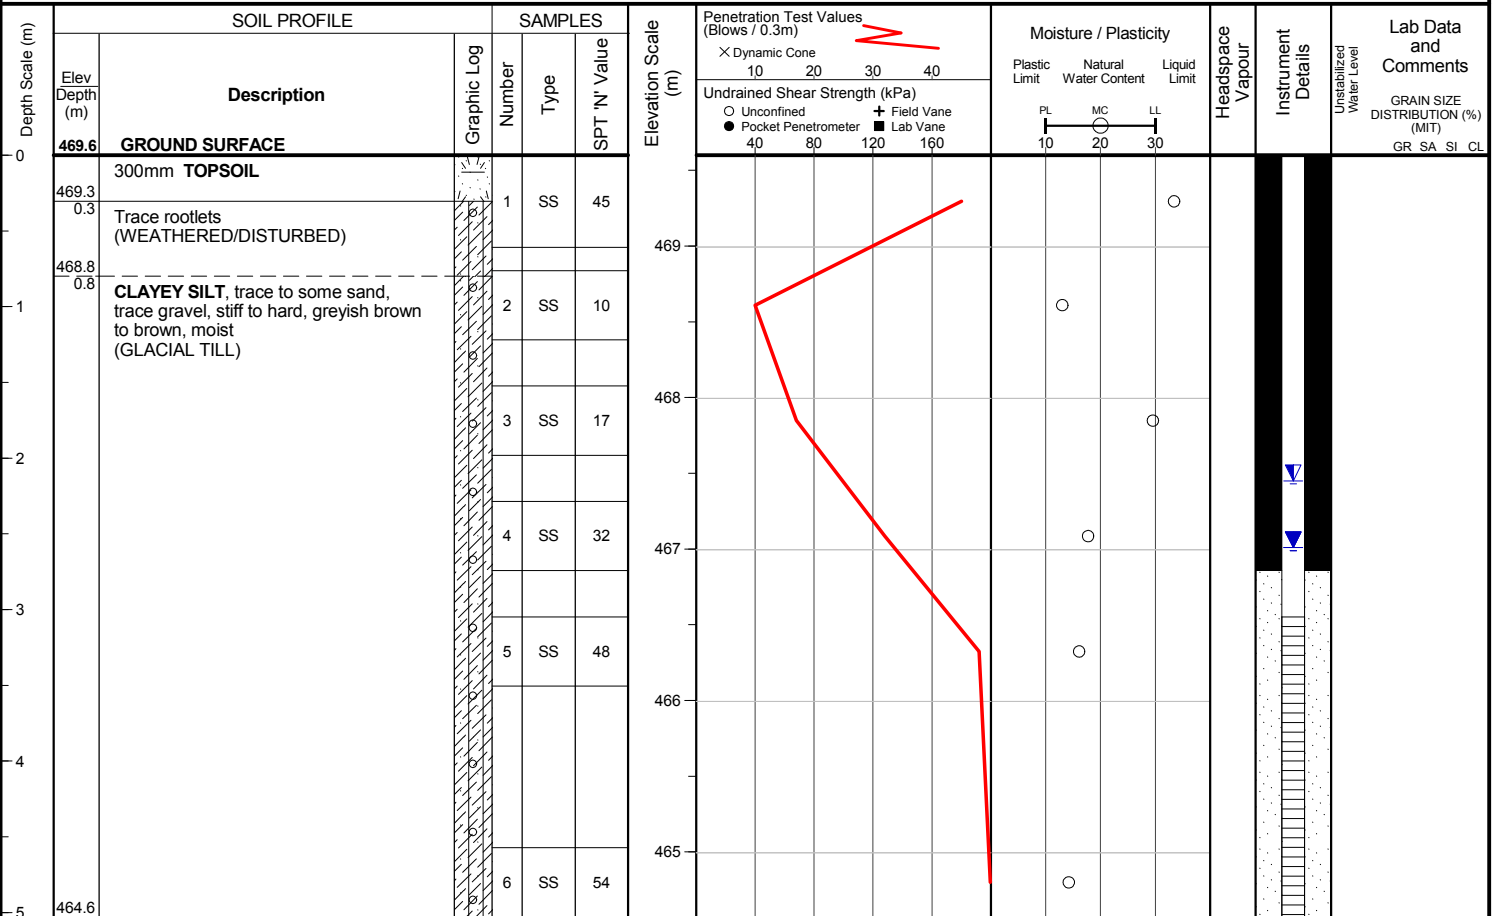 Depth Scale (m)
SOIL PROFILE
Elev
Depth
(m)
Description
Graphic Log
469.6 GROUND SURFACE
SAMPLES
Number
Type
SPT 'N' Value
Elevation Scale
(m)
Penetration Test Values
(Blows / 0.3m)
× Dynamic Cone
10 20 30 40
Undrained Shear Strength (kPa)
Unconfined + Field Vane
Pocket Penetrometer Lab Vane
40 80 120 160
Moisture / Plasticity
Plastic Natural Liquid
Limit Water Content Limit
PL MC LL
10 20 30
Headspace
Vapour
Instrument
Details
Unstabilized
Water Level
Lab Data
and
Comments
GRAIN SIZE
DISTRIBUTION (%)
(MIT)
GR SA SI CL
0
300mm TOPSOIL
469.3
0.3
Trace rootlets
(WEATHERED/DISTURBED)
1 SS 45
469
468.8
0.8
CLAYEY SILT, trace to some sand,
trace gravel, stiff to hard, greyish brown
to brown, moist
(GLACIAL TILL)
1
2 SS 10
468
3 SS 17
2
4 SS 32
467
3
5 SS 48
466
4
465
6 SS 54
464.6
5